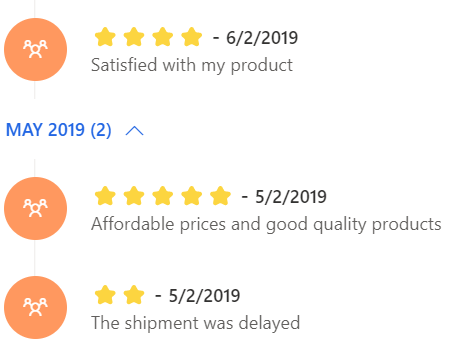 - 6/2/2019
Satisfied with my product
MAY 2019 (2)
- 5/2/2019
Affordable prices and good quality products
- 5/2/2019
The shipment was delayed